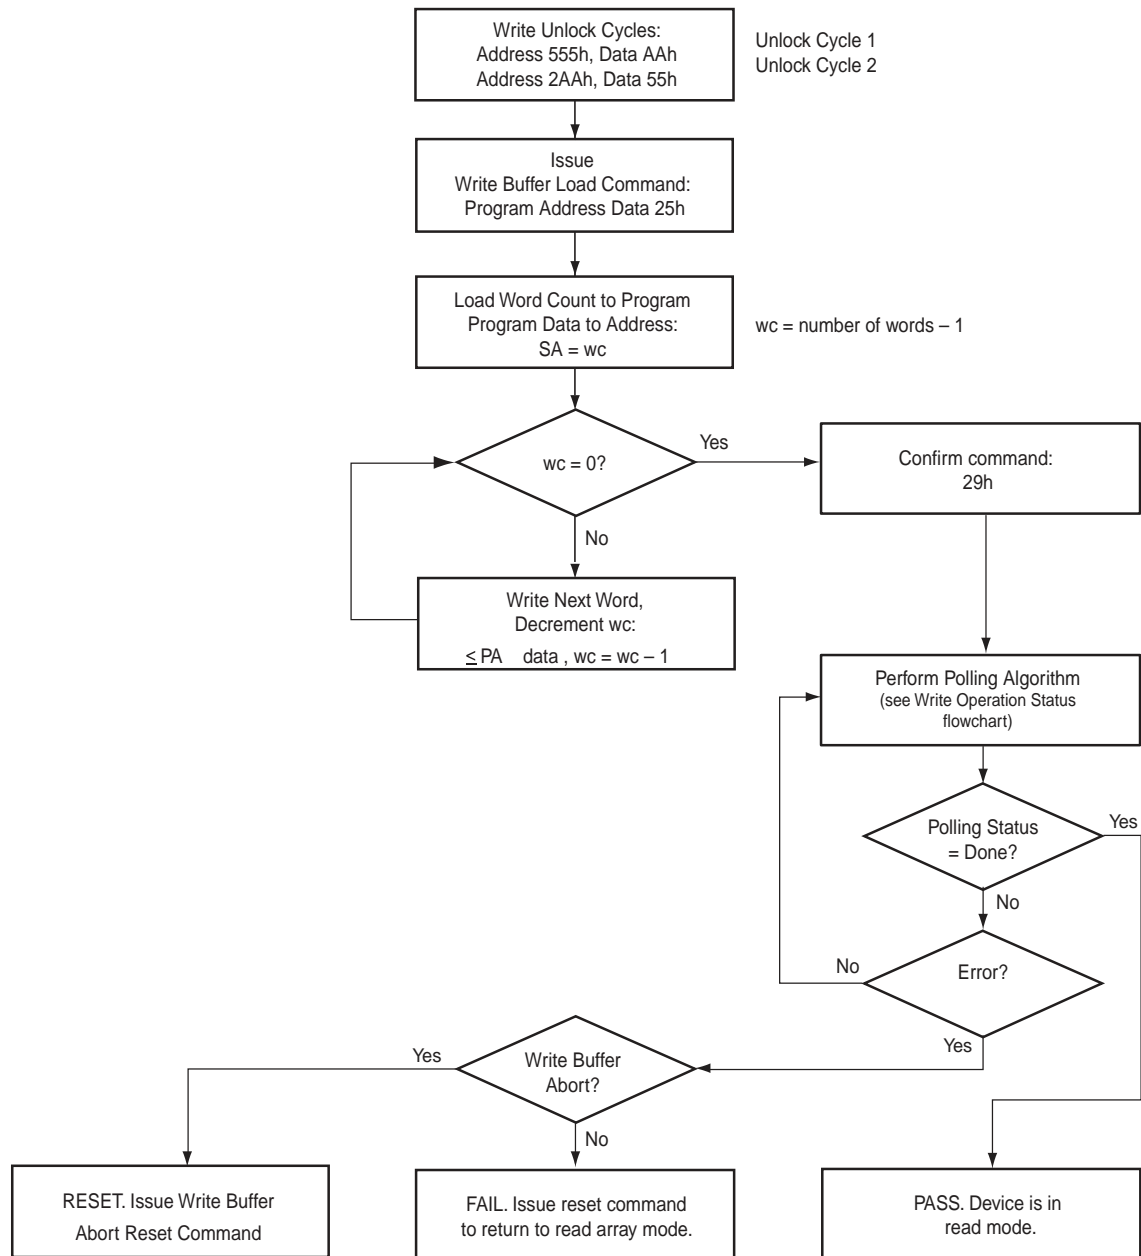 Write Unlock Cycles:
Address 555h, Data AAh
Address 2AAh, Data 55h
Unlock Cycle 1
Unlock Cycle 2
Issue
Write Buffer Load Command:
Program Address Data 25h
Load Word Count to Program
Program Data to Address:
SA = wc
wc = number of words – 1
wc = 0?
Yes
Confirm command:
29h
No
Write Next Word,
Decrement wc:
≤ PA data , wc = wc – 1
Perform Polling Algorithm
(see Write Operation Status
flowchart)
Polling Status
= Done?
Yes
No
Error?
No
Yes
Write Buffer
Abort?
Yes
No
RESET. Issue Write Buffer
Abort Reset Command
FAIL. Issue reset command
to return to read array mode.
PASS. Device is in
read mode.